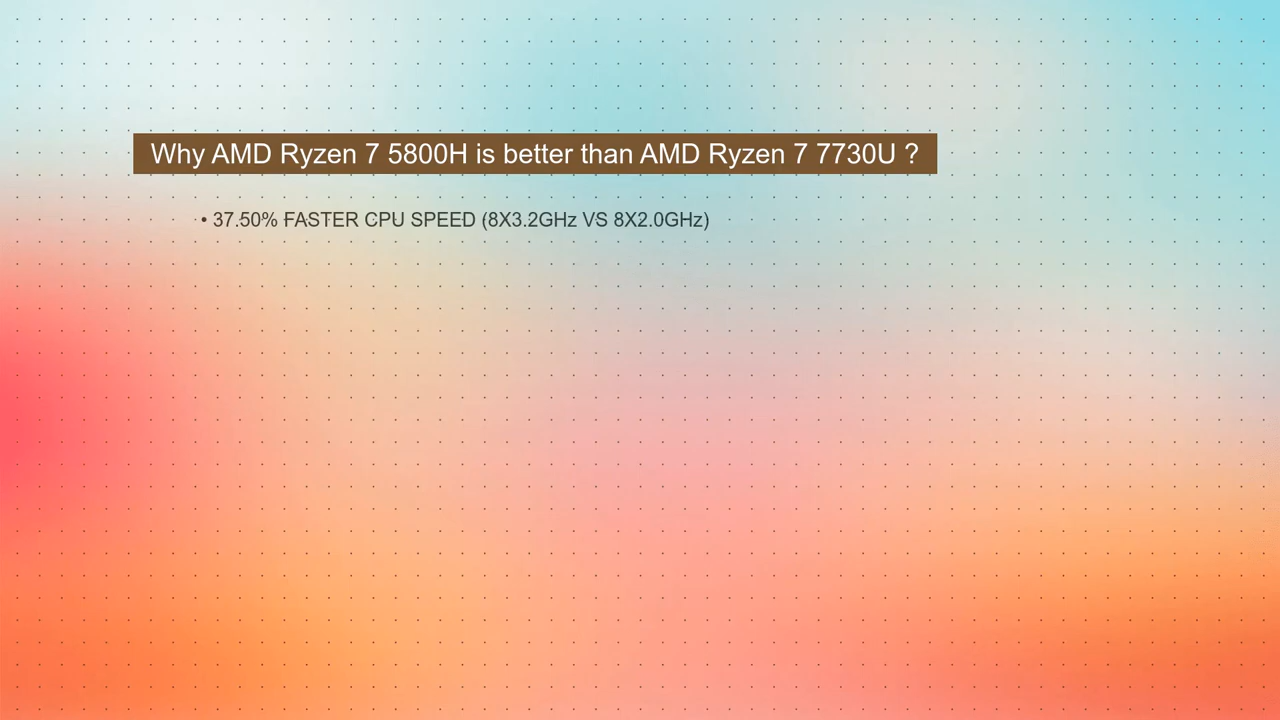 Why AMD Ryzen 7 5800H is better than AMD Ryzen 7 7730U ?
• 37.50% FASTER CPU SPEED (8X3.2GHz VS 8X2.0GHz)